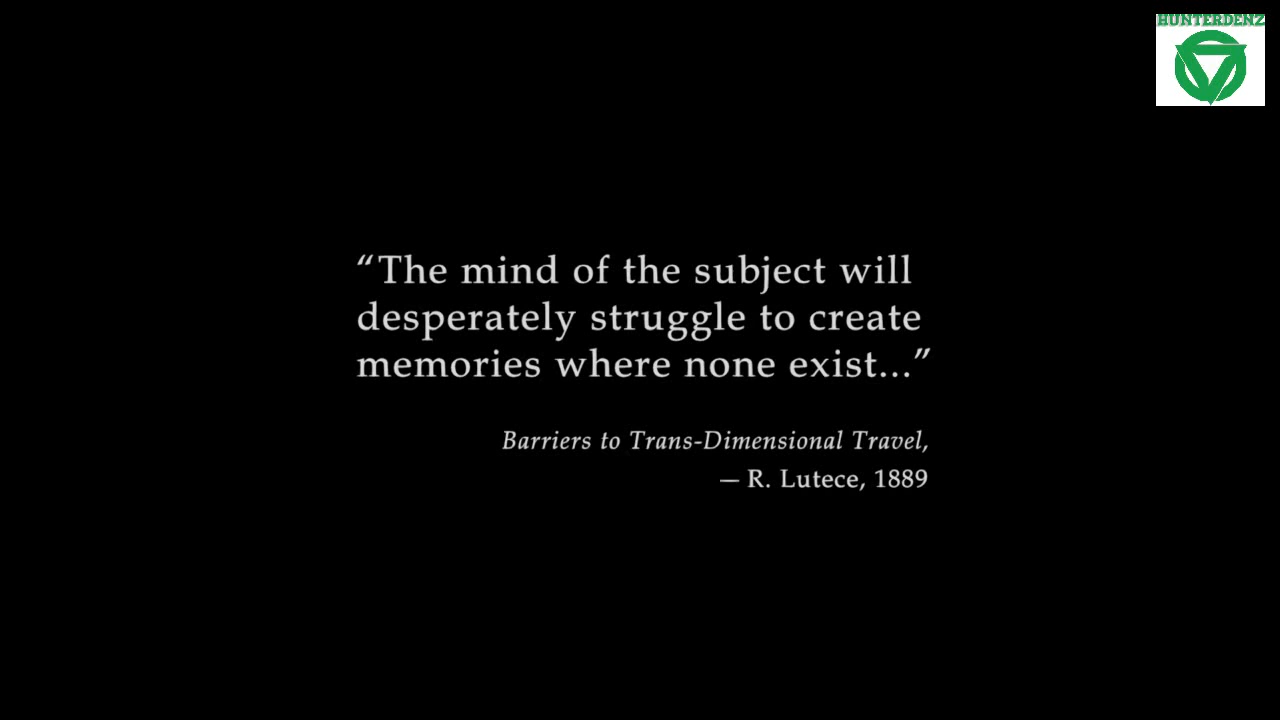 HUNTERDENZ
“The mind of the subject will
desperately struggle to create
memories where none exist...”
Barriers to Trans-Dimensional Travel,
— R. Lutece, 1889